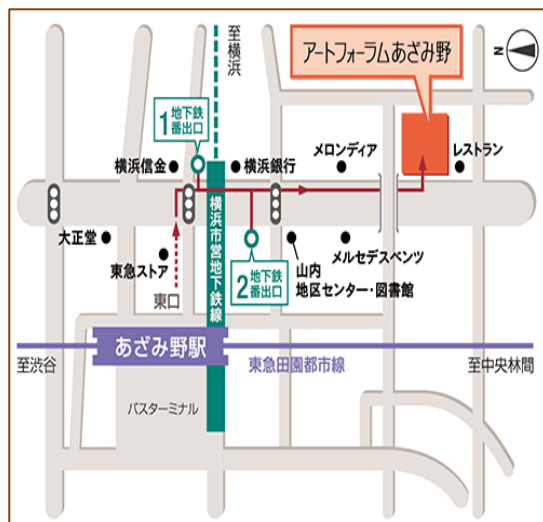 至横浜
アートフォーラムあざみ野
N
1 地下鉄
番出口
横浜信金
横浜銀行
メロンディア
レストラン
大正堂
東急ストア
東口
横浜市営地下鉄線
2 地下鉄
番出口
山内
地区センター・図書館
メルセデスベンツ
あざみ野駅
至渋谷
東急田園都市線
至中央林間
バスターミナル